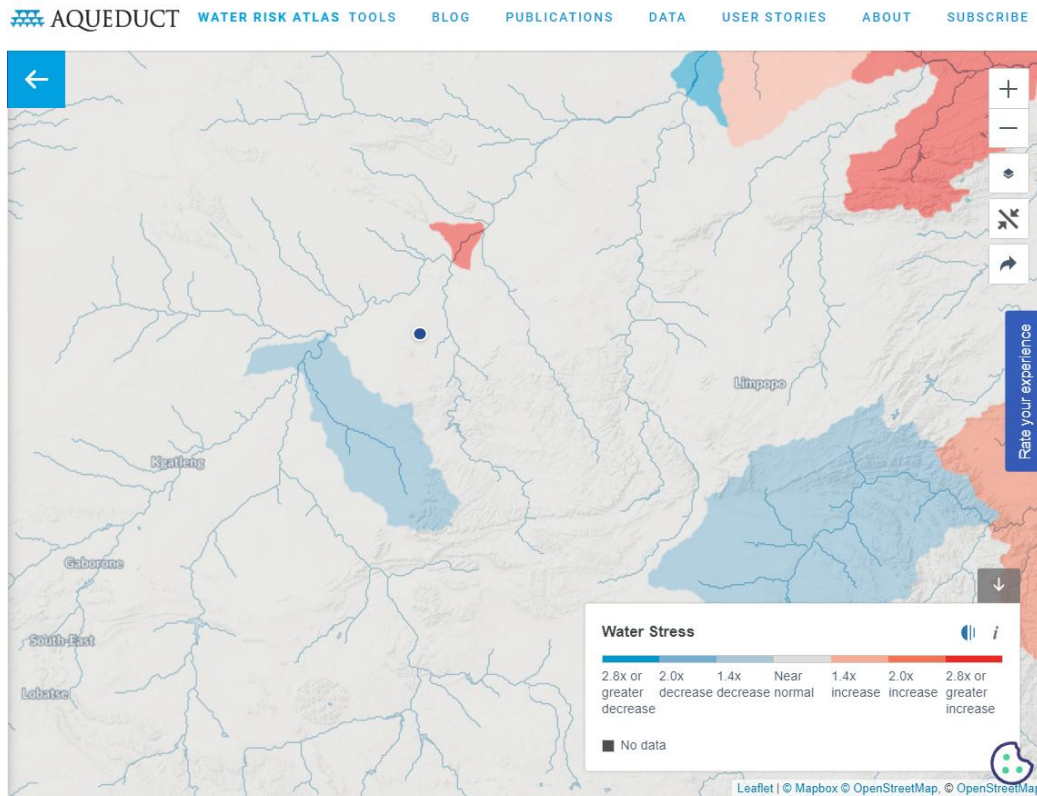 AQUEDUCT WATER RISK ATLAS TOOLS BLOG PUBLICATIONS DATA USER STORIES ABOUT SUBSCRIBE
Rate your experience
Limpopo
Kgatleng
Gaborone
South-East
Lobatse
Water Stress i
2.8x or greater decrease
2.0x decrease
1.4x decrease
Near normal
1.4x increase
2.0x increase
2.8x or greater increase
No data
Leaflet | © Mapbox © OpenStreetMap, © OpenStreetMap